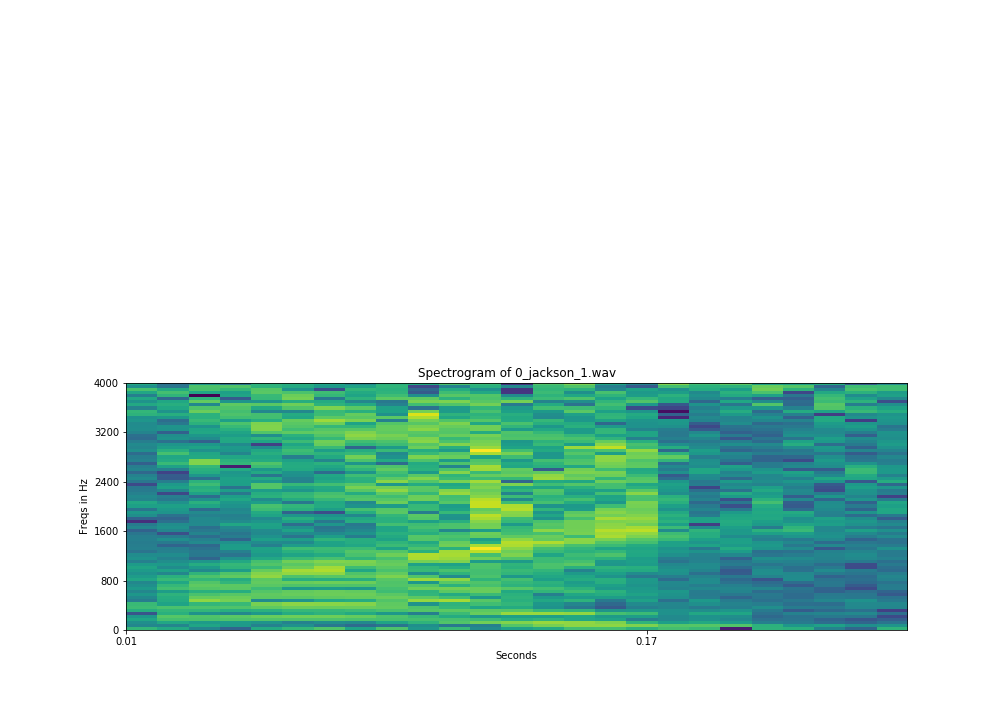 Spectrogram of 0_jackson_1.wav
4000
3200
2400
1600
800
0
Freqs in Hz
0.01 0.17
Seconds